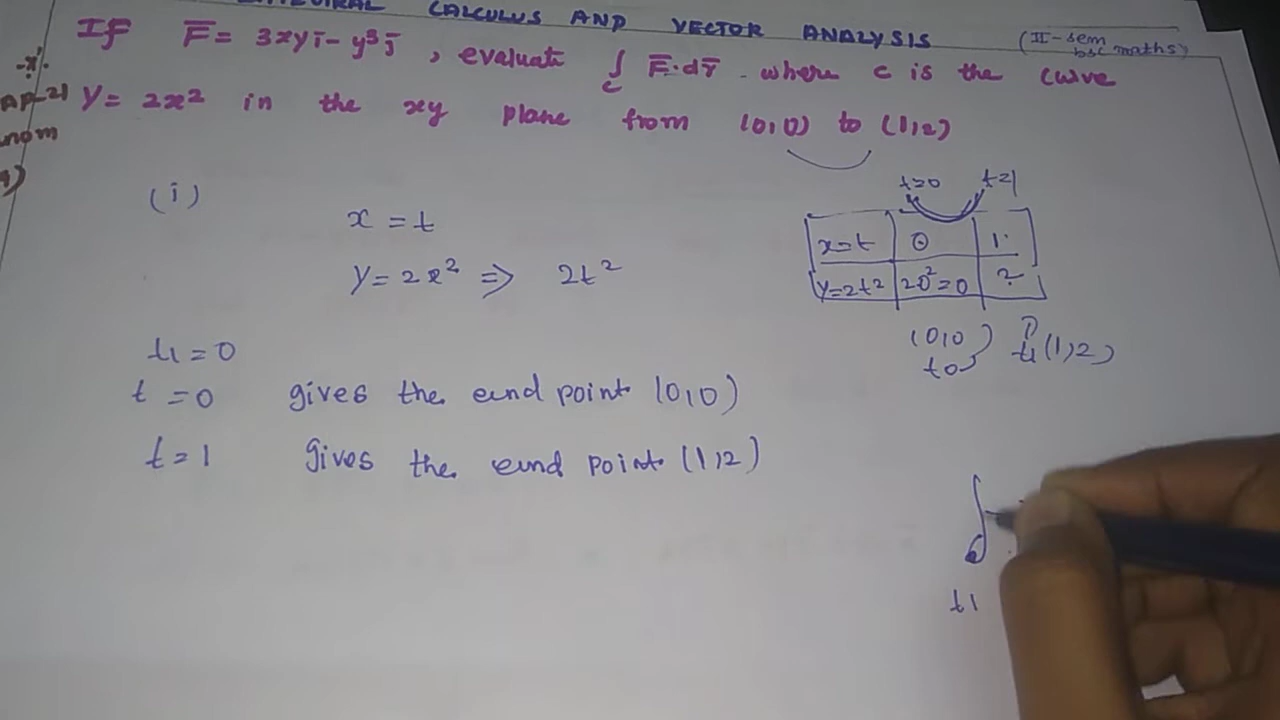 CALCULUS AND VECTOR ANALYSIS
(II-sem bsc maths)
If F̅ = 3xyi̅ - y³j̅, evaluate ∫c F̅.dr̅ where c is the curve
y = 2x² in the xy plane from (0,0) to (1,2)
(i)
x = t
y = 2x² ⇒ 2t²
t=0 t=1
x=t 0 1
y=2t² 20²=0 2
(0,0) (1,2)
t1 = 0
t = 0 gives the end point (0,0)
t = 1 gives the end point (1,2)
∫
t1